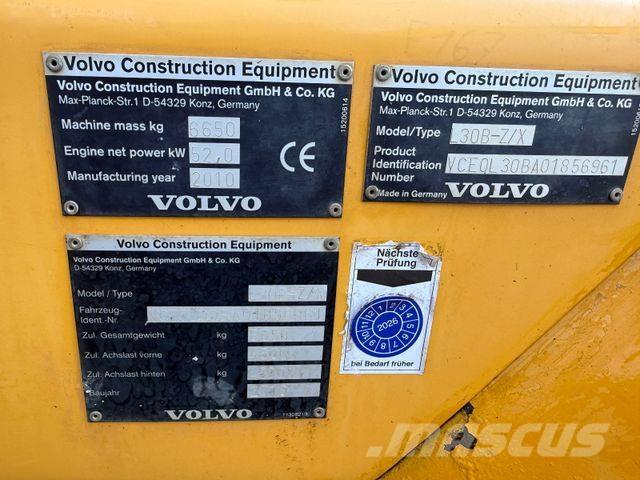 Volvo Construction Equipment
Volvo Construction Equipment GmbH & Co. KG
Max-Planck-Str.1 D-54329 Konz, Germany
Machine mass kg 6650
Engine net power kW 52,0
Manufacturing year 2010
CE
VOLVO
15200614
Volvo Construction Equipment
Volvo Construction Equipment GmbH & Co. KG
Max-Planck-Str.1 D-54329 Konz, Germany
Model/Type L30B-Z/X
Product
Identification VCE0L30BA01856961
Number
Made in Germany
VOLVO
Volvo Construction Equipment
Volvo Construction Equipment GmbH & Co. KG
D-54329 Konz, Germany
Model / Type
Fahrzeug-
Ident.-Nr.
Zul. Gesamtgewicht kg
Zul. Achslast vorne kg
Zul. Achslast hinten kg
Baujahr
VOLVO
Nächste
Prüfung
2026
bei Bedarf früher
mascus